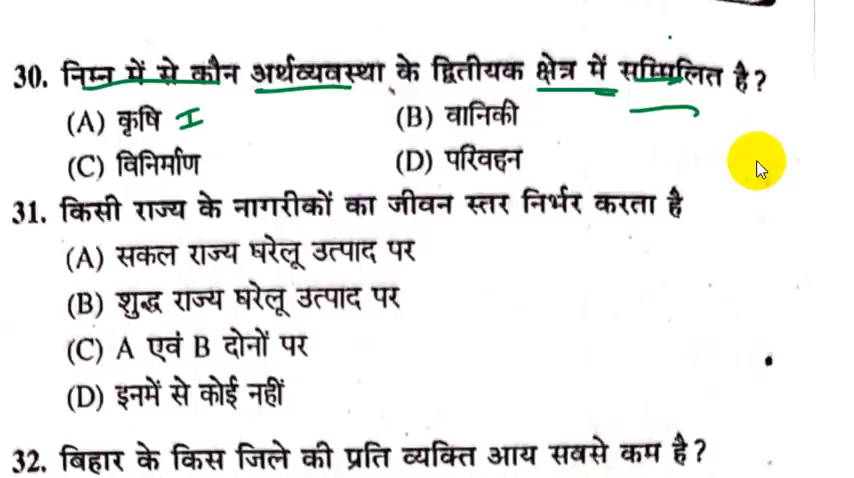 30. निम्न में से कौन अर्थव्यवस्था के द्वितीयक क्षेत्र में सम्मिलित है?
(A) कृषि I (B) वानिकी
(C) विनिर्माण (D) परिवहन
31. किसी राज्य के नागरीकों का जीवन स्तर निर्भर करता है
(A) सकल राज्य घरेलू उत्पाद पर
(B) शुद्ध राज्य घरेलू उत्पाद पर
(C) A एवं B दोनों पर
(D) इनमें से कोई नहीं
32. बिहार के किस जिले की प्रति व्यक्ति आय सबसे कम है?